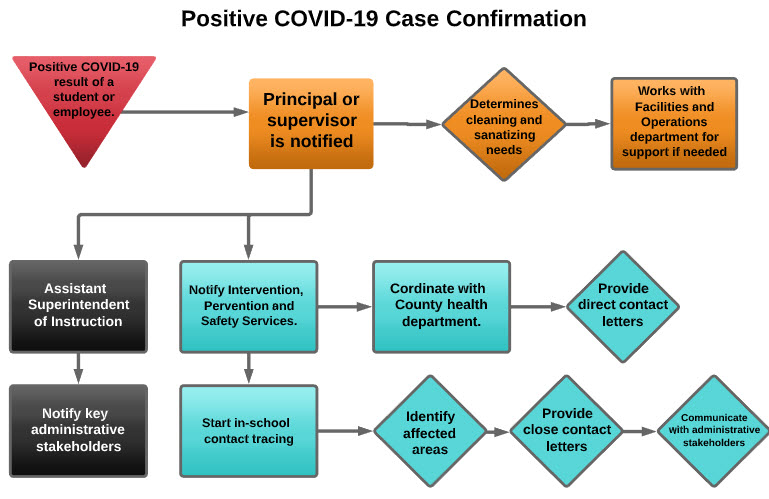 Positive COVID-19 Case Confirmation
Positive COVID-19
result of a
student or
employee.
Principal or
supervisor
is notified
Determines
cleaning and
sanatizing
needs
Works with
Facilities and
Operations
department for
support if needed
Assistant
Superintendent
of Instruction
Notify Intervention,
Pervention and
Safety Services.
Cordinate with
County health
department.
Provide
direct contact
letters
Notify key
administrative
stakeholders
Start in-school
contact tracing
Identify
affected
areas
Provide
close contact
letters
Communicate
with administrative
stakeholders